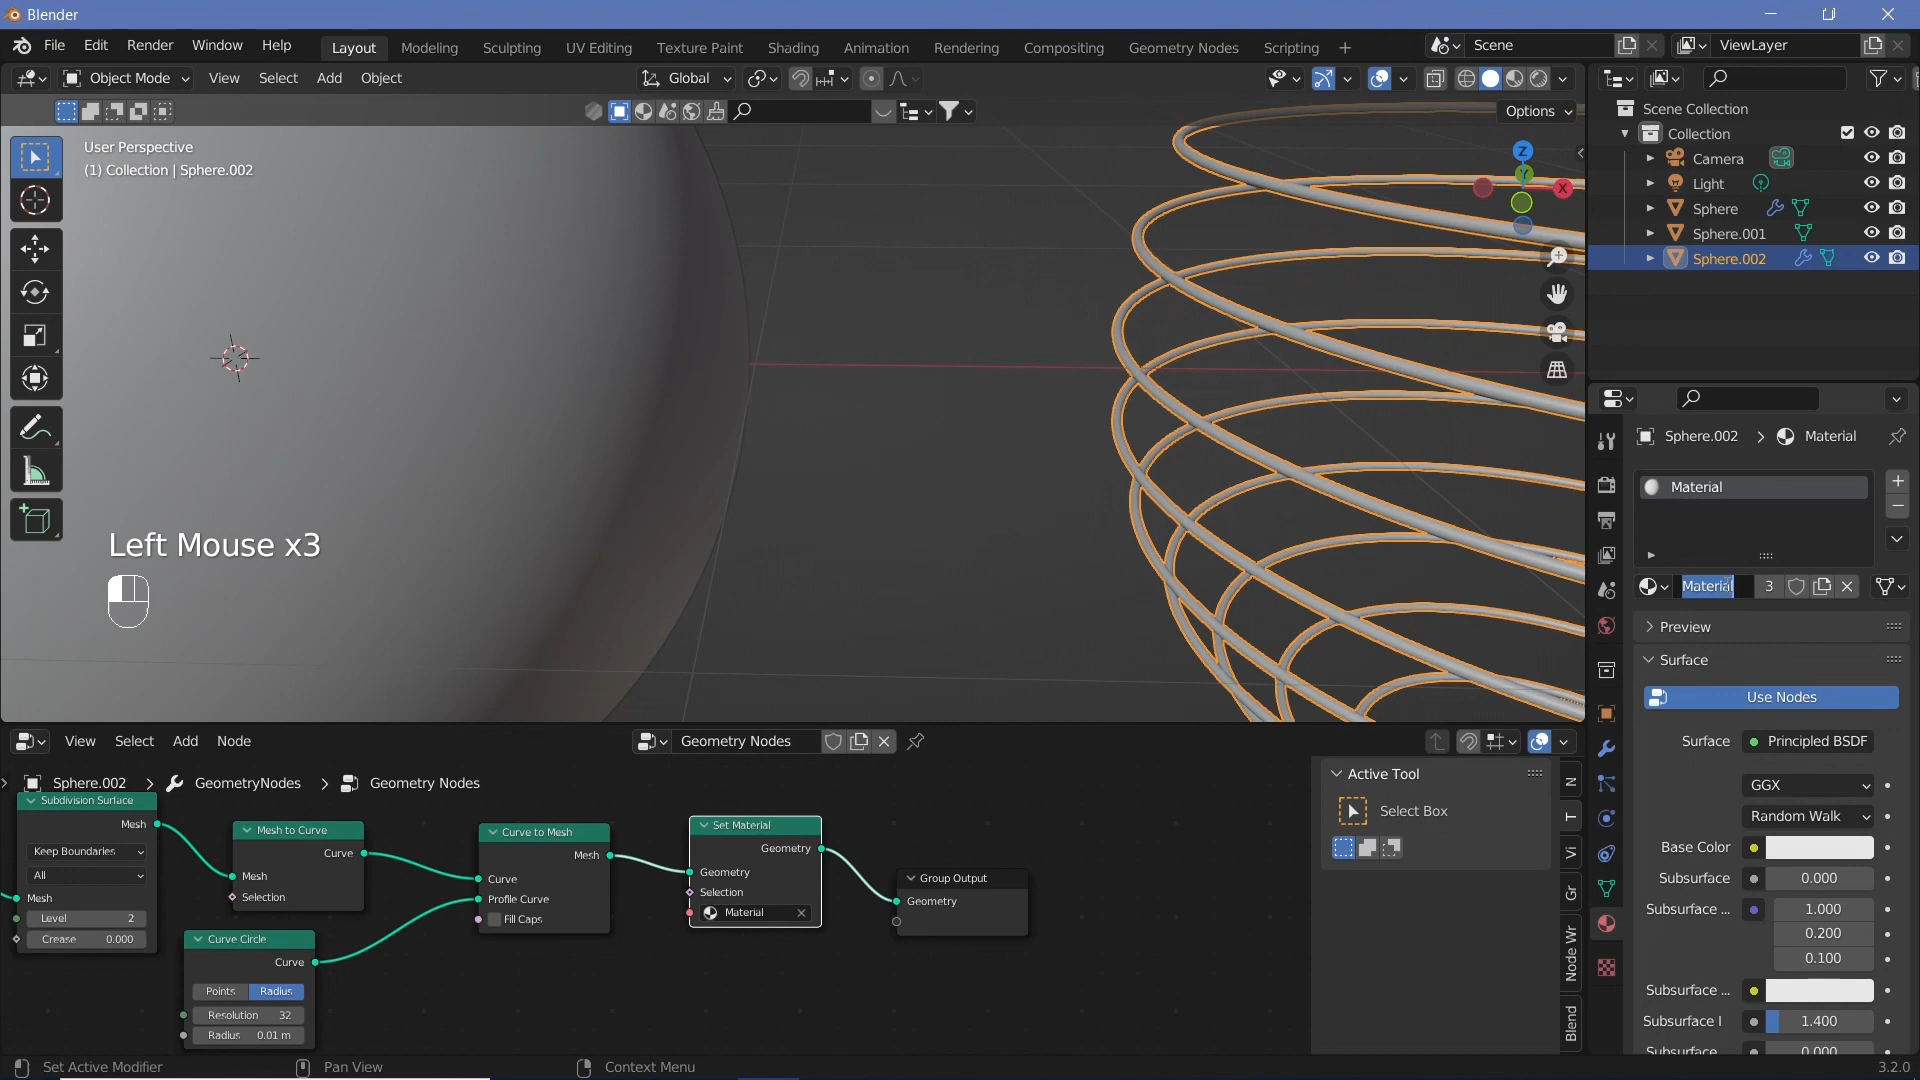 Blender
File Edit Render Window Help Layout Modeling Sculpting UV Editing Texture Paint Shading Animation Rendering Compositing Geometry Nodes Scripting + Scene ViewLayer
Object Mode View Select Add Object Global
Options
User Perspective
(1) Collection | Sphere.002
Z
Y
X
Left Mouse x3
Scene Collection
Collection
Camera
Light
Sphere
Sphere.001
Sphere.002
Sphere.002 > Material
Material
Material 3
Preview
Surface
Use Nodes
Surface Principled BSDF
GGX
Random Walk
Base Color
Subsurface 0.000
Subsurface ... 1.000
0.200
0.100
Subsurface ...
Subsurface I 1.400
Subsurface 0.000
View Select Add Node Geometry Nodes
Sphere.002 > GeometryNodes > Geometry Nodes
Subdivision Surface
Mesh
Keep Boundaries
All
Mesh
Level 2
Crease 0.000
Mesh to Curve
Curve
Mesh
Selection
Curve Circle
Curve
Points Radius
Resolution 32
Radius 0.01 m
Curve to Mesh
Mesh
Curve
Profile Curve
Fill Caps
Set Material
Geometry
Geometry
Selection
Material
Group Output
Geometry
Active Tool
Select Box
N
T
Vi
Gr
Node Wr
Blend
Set Active Modifier Pan View Context Menu 3.2.0